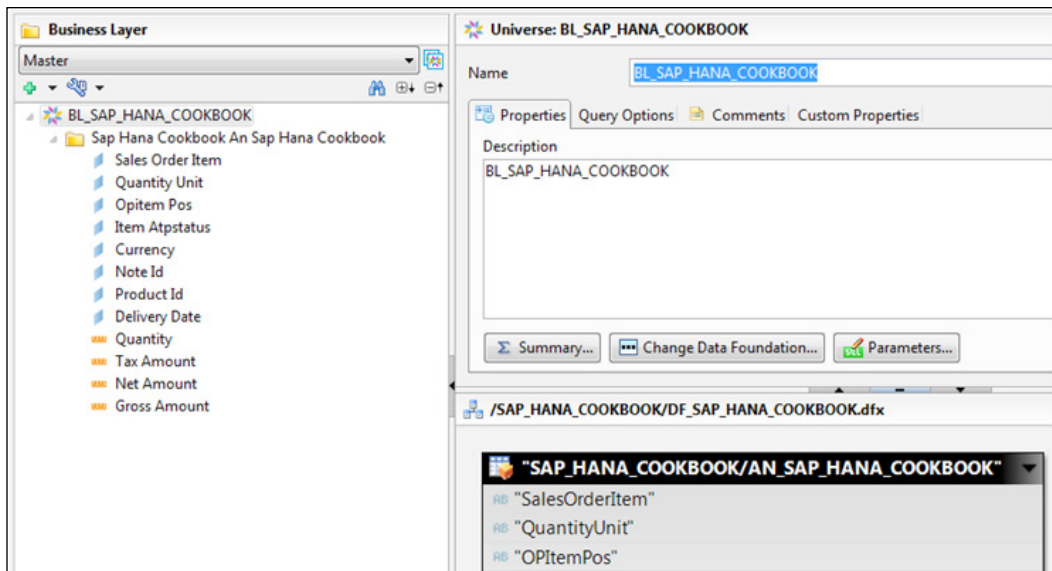 Business Layer
Master
BL_SAP_HANA_COOKBOOK
Sap Hana Cookbook An Sap Hana Cookbook
Sales Order Item
Quantity Unit
Opitem Pos
Item Atpstatus
Currency
Note Id
Product Id
Delivery Date
Quantity
Tax Amount
Net Amount
Gross Amount
Universe: BL_SAP_HANA_COOKBOOK
Name BL_SAP_HANA_COOKBOOK
Properties Query Options Comments Custom Properties
Description
BL_SAP_HANA_COOKBOOK
Σ Summary... Change Data Foundation... Parameters...
/SAP_HANA_COOKBOOK/DF_SAP_HANA_COOKBOOK.dfx
"SAP_HANA_COOKBOOK/AN_SAP_HANA_COOKBOOK"
AB "SalesOrderItem"
AB "QuantityUnit"
AB "OPItemPos"